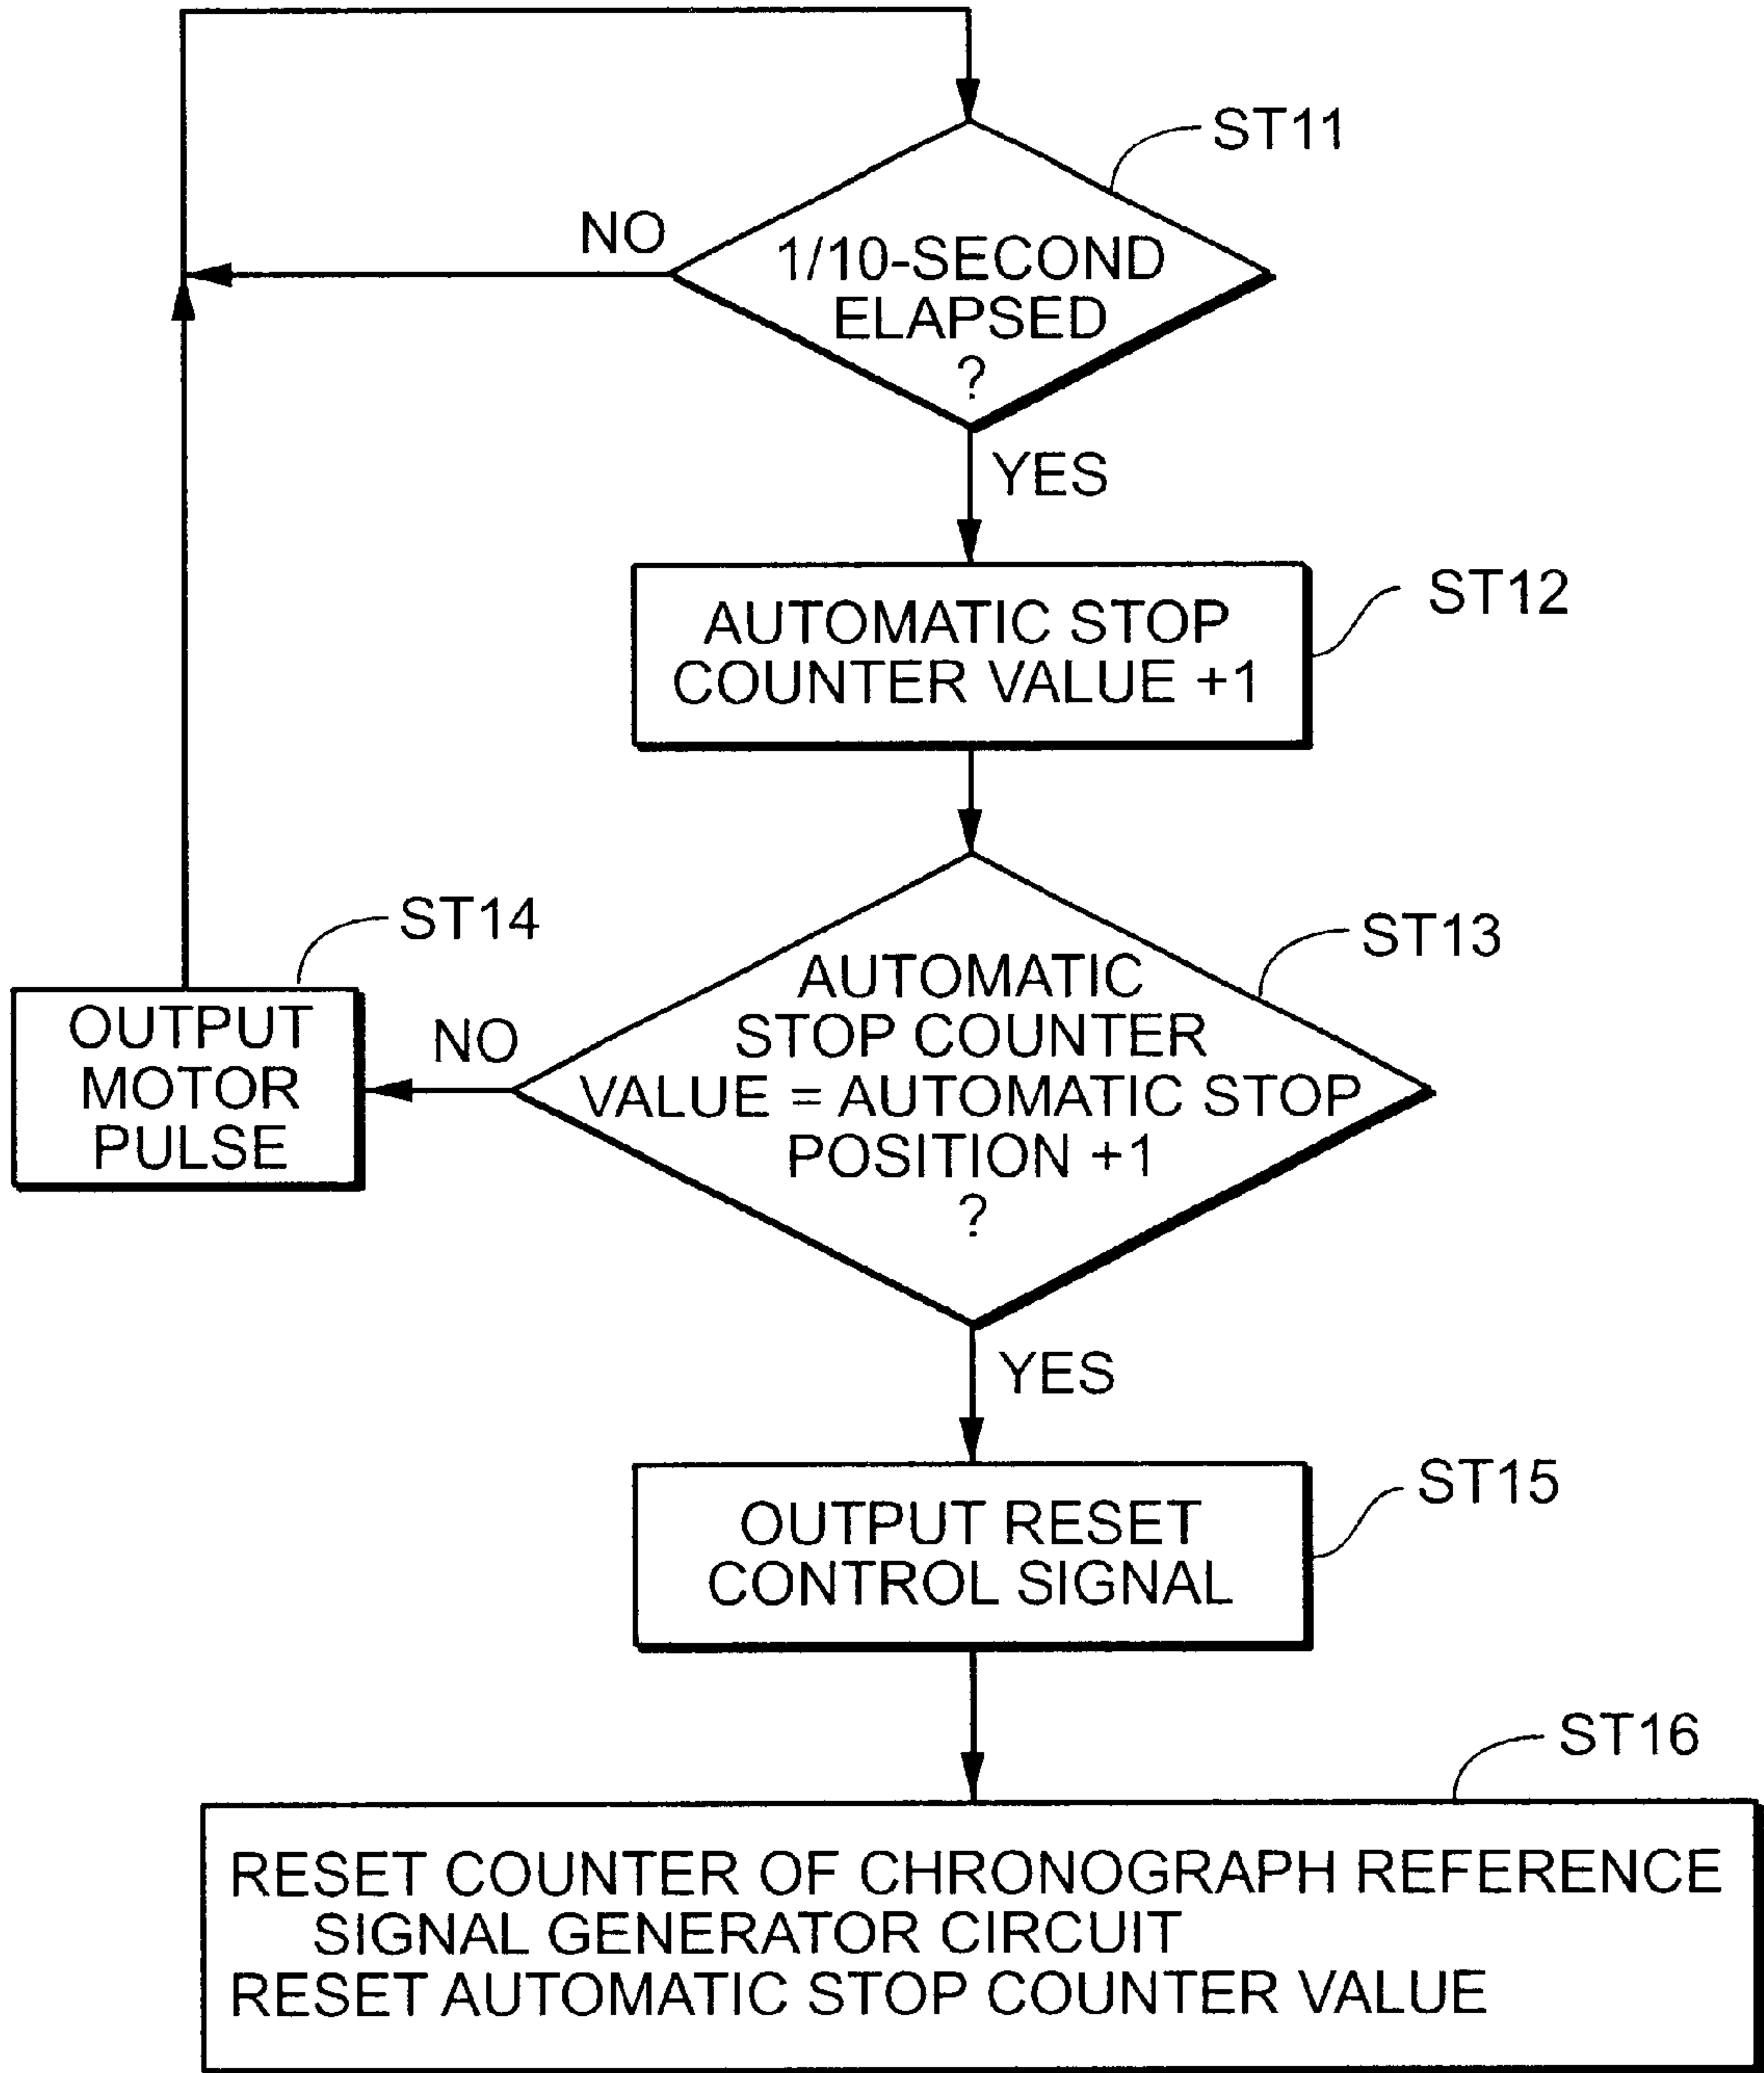 ST11
NO
1/10-SECOND
ELAPSED
?
YES
ST12
AUTOMATIC STOP
COUNTER VALUE +1
ST14
ST13
OUTPUT
MOTOR
PULSE
NO
AUTOMATIC
STOP COUNTER
VALUE = AUTOMATIC STOP
POSITION +1
?
YES
ST15
OUTPUT RESET
CONTROL SIGNAL
ST16
RESET COUNTER OF CHRONOGRAPH REFERENCE
SIGNAL GENERATOR CIRCUIT
RESET AUTOMATIC STOP COUNTER VALUE